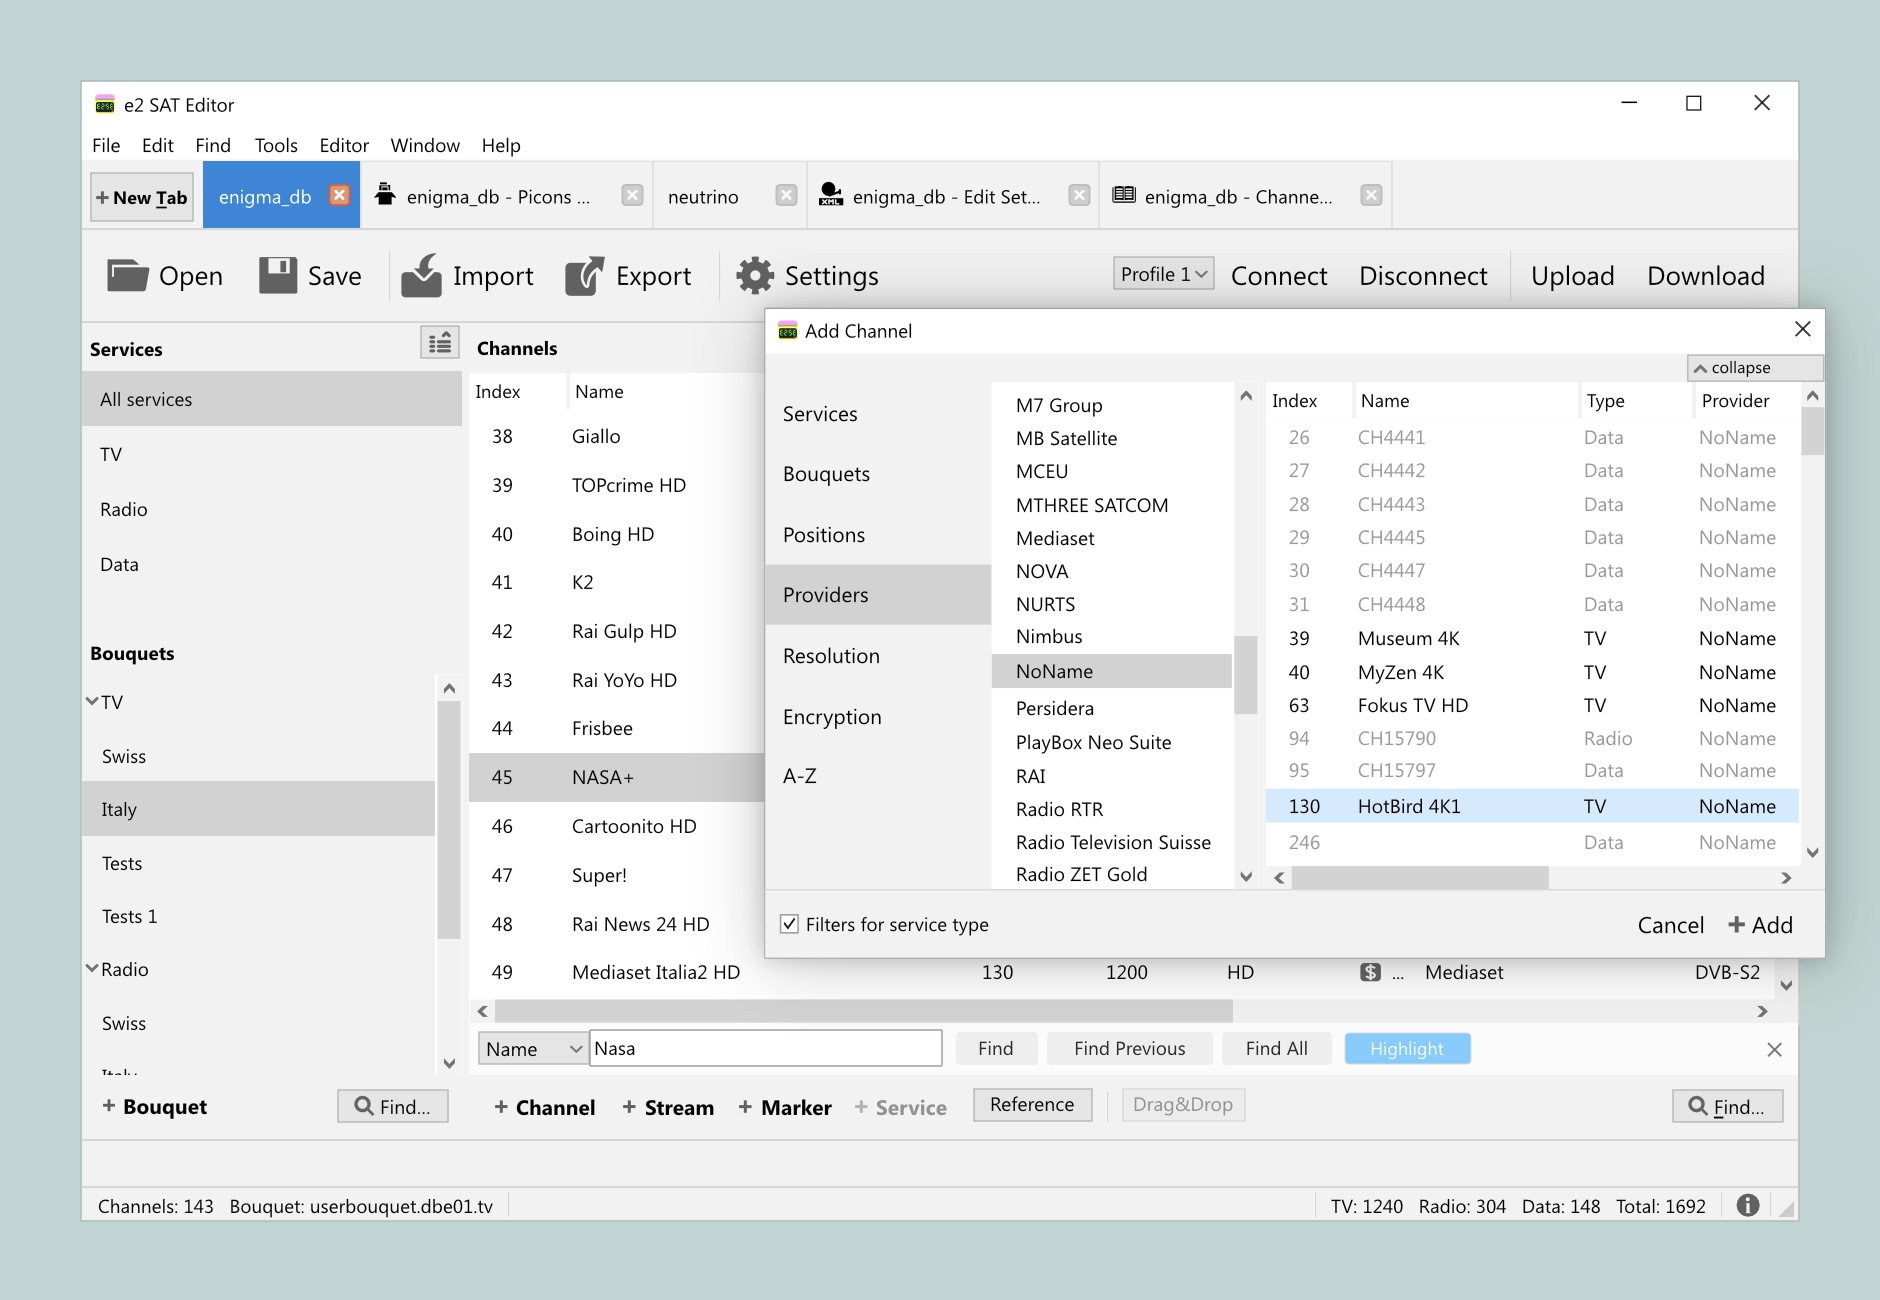 e2 SAT Editor
File Edit Find Tools Editor Window Help
+ New Tab
enigma_db
enigma_db - Picons ...
neutrino
XML
enigma_db - Edit Set...
enigma_db - Channe...
Open Save Import Export Settings Profile 1 Connect Disconnect Upload Download
Services
All services
TV
Radio
Data
Bouquets
TV
Swiss
Italy
Tests
Tests 1
Radio
Swiss
Italy
+ Bouquet
Find...
Channels
Index Name
38 Giallo
39 TOPcrime HD
40 Boing HD
41 K2
42 Rai Gulp HD
43 Rai YoYo HD
44 Frisbee
45 NASA+
46 Cartoonito HD
47 Super!
48 Rai News 24 HD
49 Mediaset Italia2 HD 130 1200 HD $ ... Mediaset DVB-S2
Name Nasa Find Find Previous Find All Highlight
+ Channel + Stream + Marker + Service Reference Drag&Drop Find...
Add Channel
collapse
Services
Bouquets
Positions
Providers
Resolution
Encryption
A-Z
M7 Group
MB Satellite
MCEU
MTHREE SATCOM
Mediaset
NOVA
NURTS
Nimbus
NoName
Persidera
PlayBox Neo Suite
RAI
Radio RTR
Radio Television Suisse
Radio ZET Gold
Index Name Type Provider
26 CH4441 Data NoName
27 CH4442 Data NoName
28 CH4443 Data NoName
29 CH4445 Data NoName
30 CH4447 Data NoName
31 CH4448 Data NoName
39 Museum 4K TV NoName
40 MyZen 4K TV NoName
63 Fokus TV HD TV NoName
94 CH15790 Radio NoName
95 CH15797 Data NoName
130 HotBird 4K1 TV NoName
246 Data NoName
Filters for service type
Cancel + Add
Channels: 143 Bouquet: userbouquet.dbe01.tv
TV: 1240 Radio: 304 Data: 148 Total: 1692